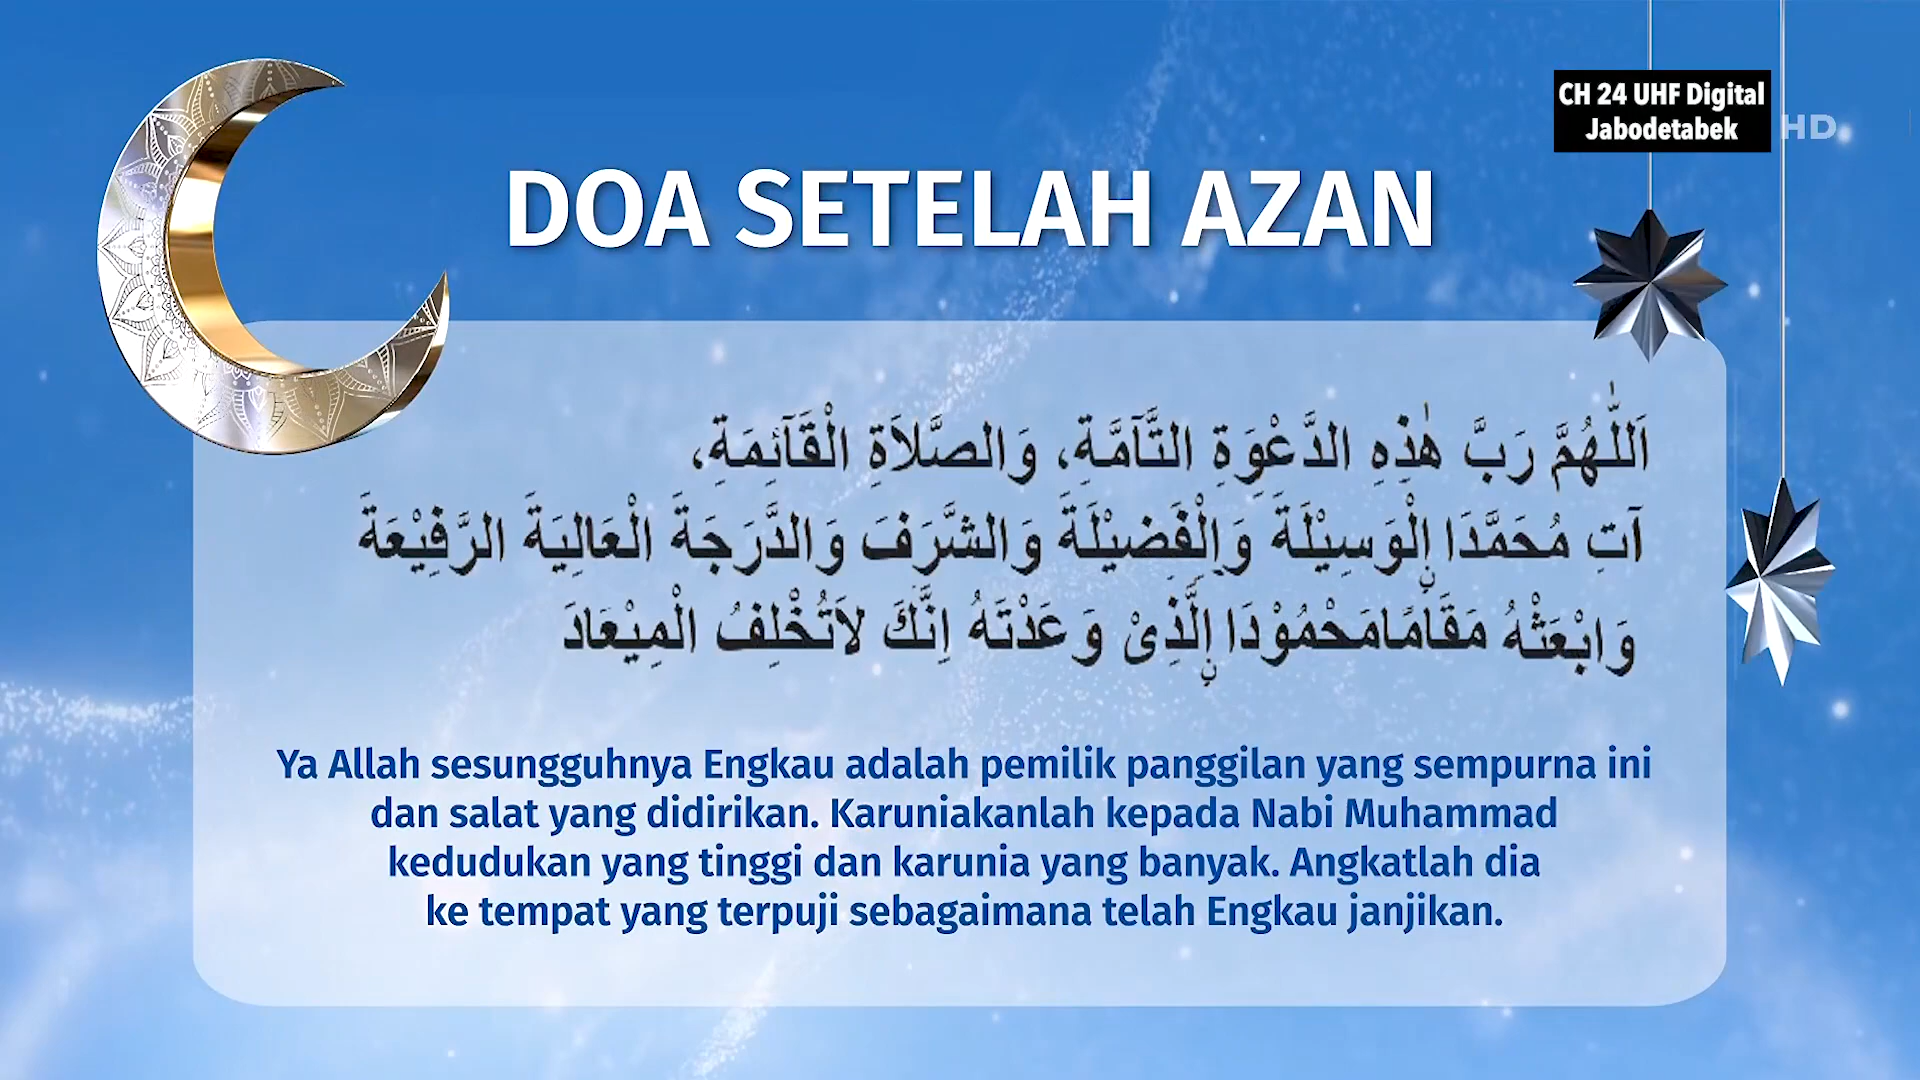 CH 24 UHF Digital
Jabodetabek
HD
DOA SETELAH AZAN
اَللّٰهُمَّ رَبَّ هٰذِهِ الدَّعْوَةِ التَّآمَّةِ، وَالصَّلاَةِ الْقَآئِمَةِ،
آتِ مُحَمَّدَا إِلْوَسِيْلَةَ وَاِلْفَضِيْلَةَ وَالشَّرَفَ وَالدَّرَجَةَ الْعَالِيَةَ الرَّفِيْعَةَ
وَابْعَثْهُ مَقَامًامَحْمُوْدَا إِلَّذِىْ وَعَدْتَهُ اِنَّكَ لاَتُخْلِفُ الْمِيْعَادَ
Ya Allah sesungguhnya Engkau adalah pemilik panggilan yang sempurna ini
dan salat yang didirikan. Karuniakanlah kepada Nabi Muhammad
kedudukan yang tinggi dan karunia yang banyak. Angkatlah dia
ke tempat yang terpuji sebagaimana telah Engkau janjikan.